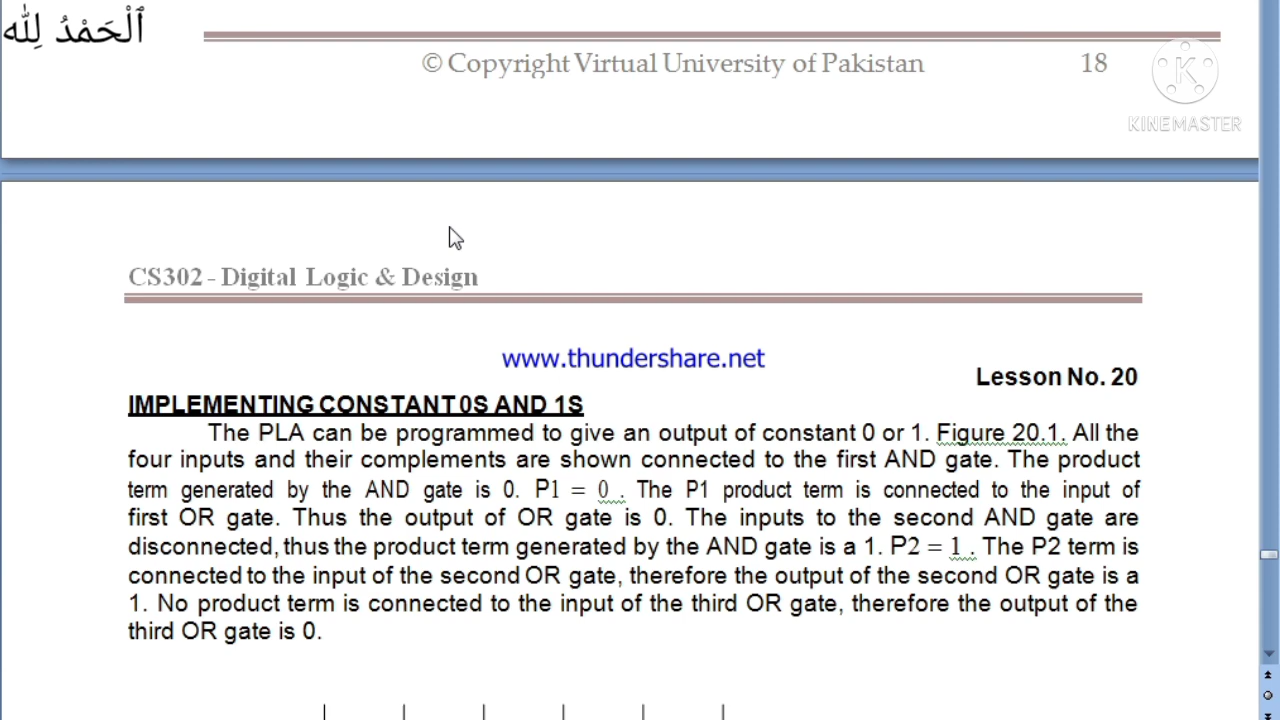 ٱلْحَمْدُ لِلّٰه
© Copyright Virtual University of Pakistan 18
KINEMASTER
CS302 - Digital Logic & Design
www.thundershare.net
Lesson No. 20
IMPLEMENTING CONSTANT 0S AND 1S
The PLA can be programmed to give an output of constant 0 or 1. Figure 20.1. All the
four inputs and their complements are shown connected to the first AND gate. The product
term generated by the AND gate is 0. P1 = 0 . The P1 product term is connected to the input of
first OR gate. Thus the output of OR gate is 0. The inputs to the second AND gate are
disconnected, thus the product term generated by the AND gate is a 1. P2 = 1 . The P2 term is
connected to the input of the second OR gate, therefore the output of the second OR gate is a
1. No product term is connected to the input of the third OR gate, therefore the output of the
third OR gate is 0.